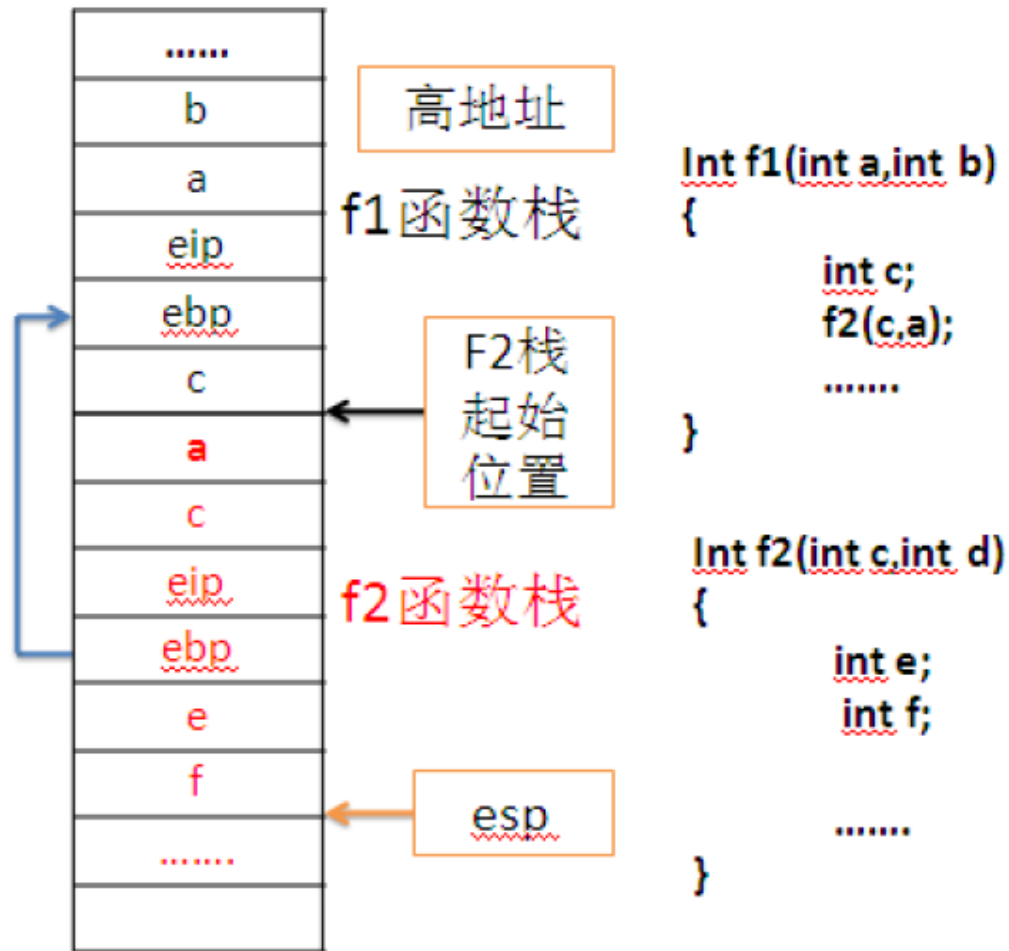 ......
b
a
eip
ebp
c
a
c
eip
ebp
e
f
.......
高地址
f1函数栈
F2栈
起始
位置
f2函数栈
esp
Int f1(int a,int b)
{
int c;
f2(c,a);
.......
}
Int f2(int c,int d)
{
int e;
int f;
.......
}